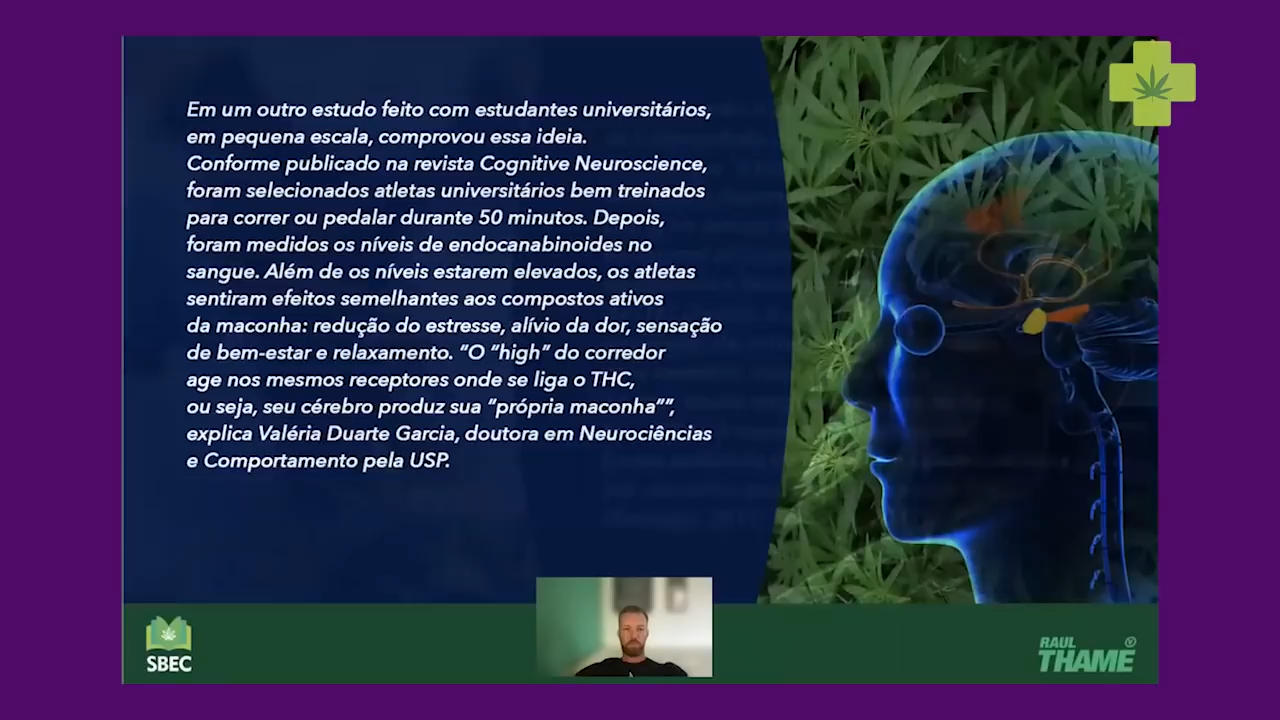 Em um outro estudo feito com estudantes universitários,
em pequena escala, comprovou essa ideia.
Conforme publicado na revista Cognitive Neuroscience,
foram selecionados atletas universitários bem treinados
para correr ou pedalar durante 50 minutos. Depois,
foram medidos os níveis de endocanabinoides no
sangue. Além de os níveis estarem elevados, os atletas
sentiram efeitos semelhantes aos compostos ativos
da maconha: redução do estresse, alívio da dor, sensação
de bem-estar e relaxamento. “O “high” do corredor
age nos mesmos receptores onde se liga o THC,
ou seja, seu cérebro produz sua “própria maconha””,
explica Valéria Duarte Garcia, doutora em Neurociências
e Comportamento pela USP.
SBEC
RAUL
THAME